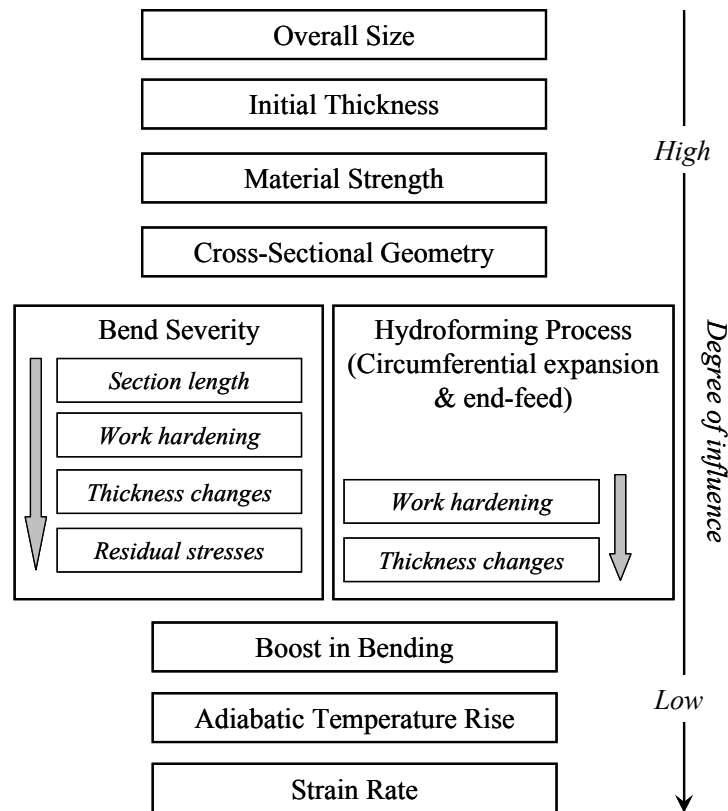 Overall Size
Initial Thickness
High
Material Strength
Cross-Sectional Geometry
Bend Severity
Section length
Work hardening
Thickness changes
Residual stresses
Hydroforming Process
(Circumferential expansion
& end-feed)
Work hardening
Thickness changes
Degree of influence
Boost in Bending
Low
Adiabatic Temperature Rise
Strain Rate